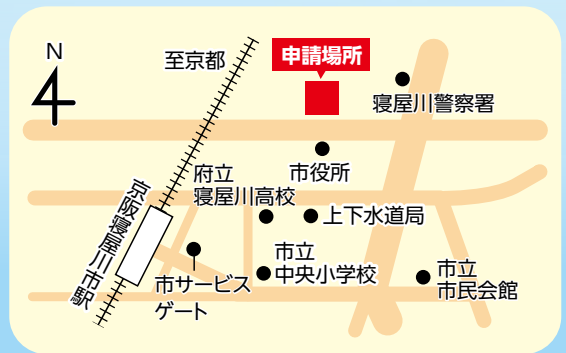 N
至京都
申請場所
寝屋川警察署
市役所
府立
寝屋川高校
上下水道局
京阪寝屋川市駅
市サービス
ゲート
市立
中央小学校
市立
市民会館